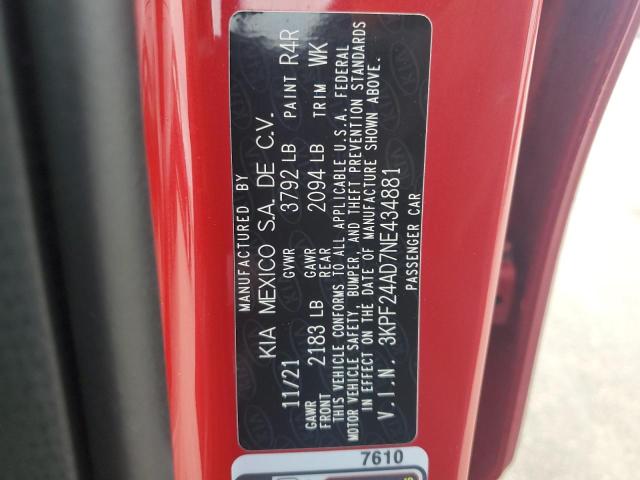 MANUFACTURED BY
KIA MEXICO S.A. DE C.V.
11/21 GVWR 3792 LB PAINT R4R
GAWR FRONT 2183 LB GAWR REAR 2094 LB TRIM WK
THIS VEHICLE CONFORMS TO ALL APPLICABLE U.S.A. FEDERAL
MOTOR VEHICLE SAFETY, BUMPER, AND THEFT PREVENTION STANDARDS
IN EFFECT ON THE DATE OF MANUFACTURE SHOWN ABOVE.
V.I.N. 3KPF24AD7NE434881
PASSENGER CAR
7610